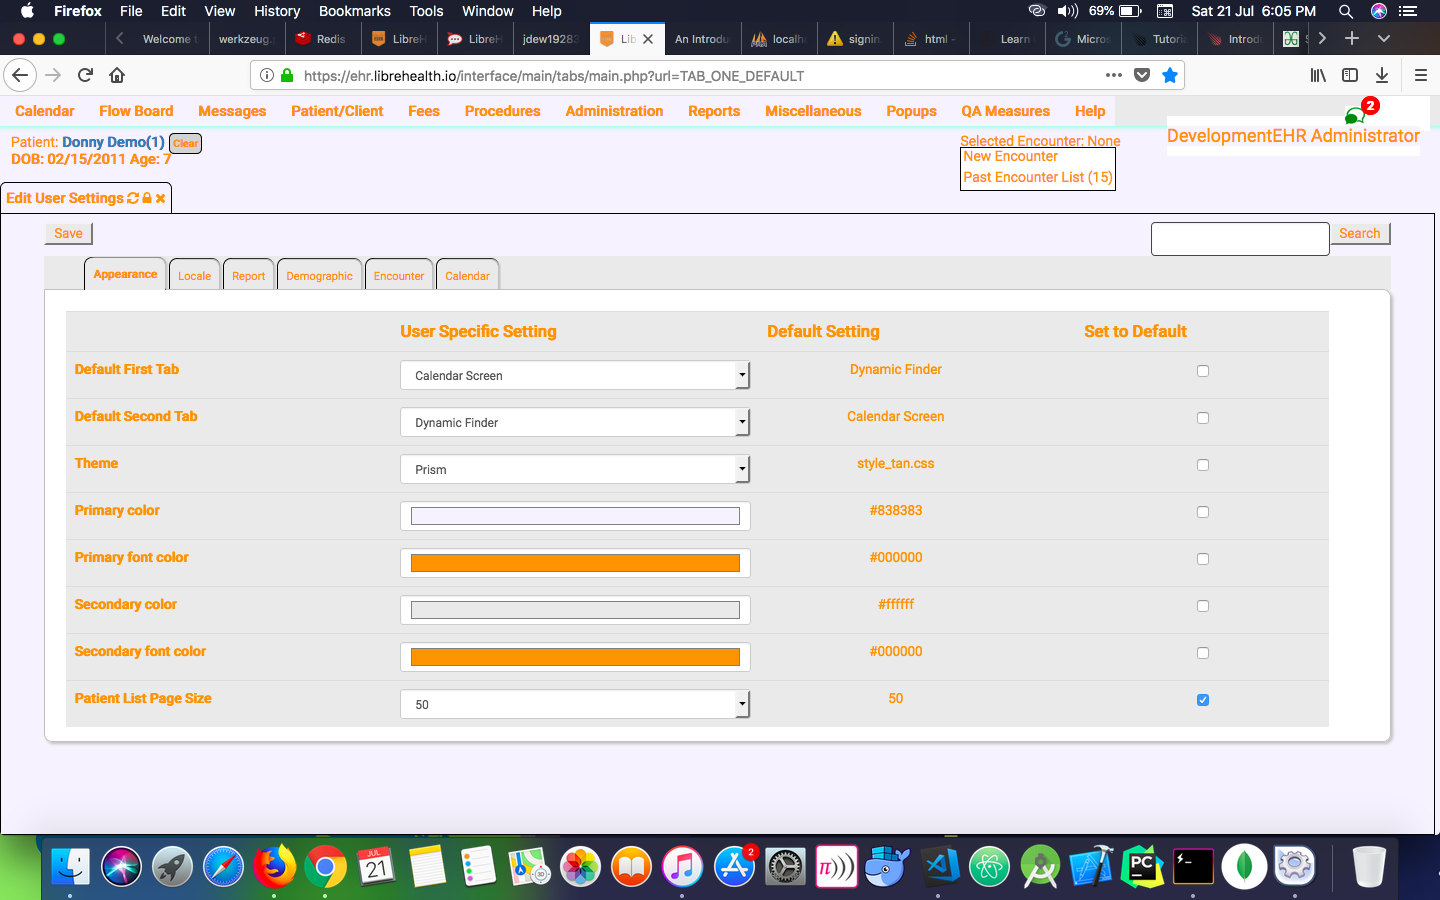 Firefox File Edit View History Bookmarks Tools Window Help 69% Sat 21 Jul 6:05 PM
Welcome werkzeug. Redis LibreH LibreH jdew19283 Lib An Introdu localh signin. html - Learn Micros Tutoria Introdu
https://ehr.librehealth.io/interface/main/tabs/main.php?url=TAB_ONE_DEFAULT
Calendar Flow Board Messages Patient/Client Fees Procedures Administration Reports Miscellaneous Popups QA Measures Help 2
Patient: Donny Demo(1) Clear
DOB: 02/15/2011 Age: 7
Selected Encounter: None
New Encounter
Past Encounter List (15)
DevelopmentEHR Administrator
Edit User Settings
Save Search
Appearance Locale Report Demographic Encounter Calendar
User Specific Setting Default Setting Set to Default
Default First Tab Calendar Screen Dynamic Finder
Default Second Tab Dynamic Finder Calendar Screen
Theme Prism style_tan.css
Primary color #838383
Primary font color #000000
Secondary color #ffffff
Secondary font color #000000
Patient List Page Size 50 50
JUL
21
2
PC